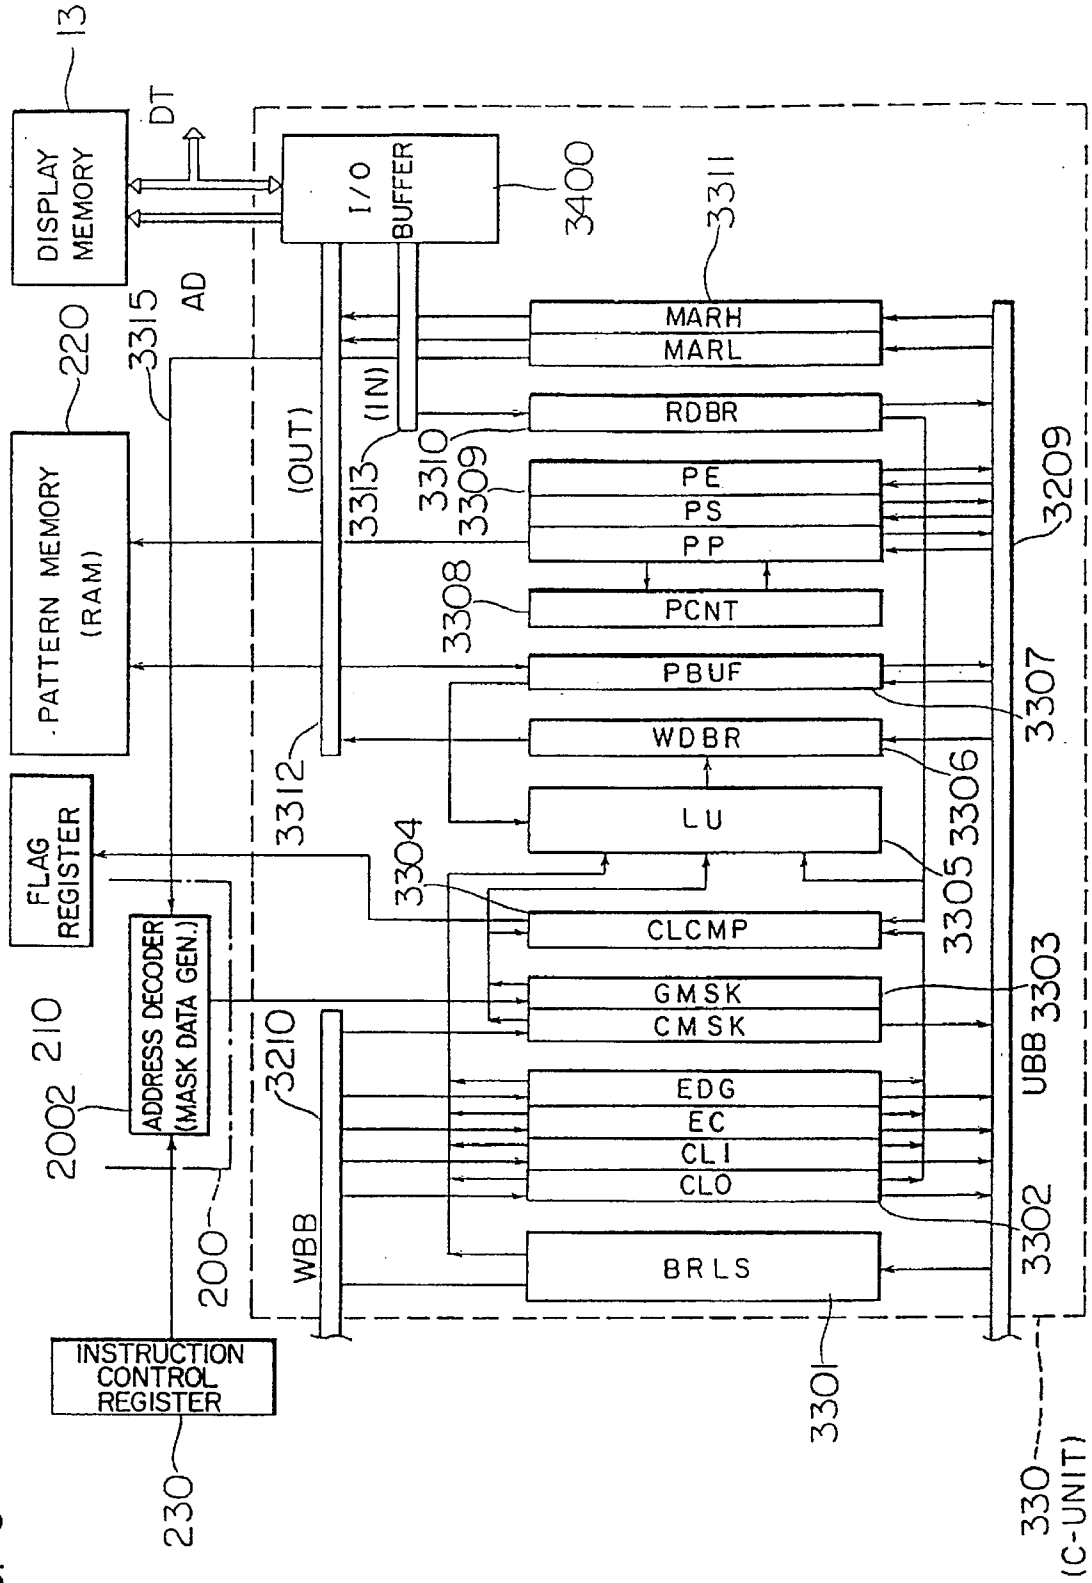 13
DISPLAY
MEMORY
DT
AD
I/O
BUFFER
3400
220
3315
PATTERN MEMORY
(RAM)
(OUT)
(IN)
3313
3312
FLAG
REGISTER
210
2002
ADDRESS DECODER
(MASK DATA GEN.)
200
INSTRUCTION
CONTROL
REGISTER
230
WBB
3210
3311
MARH
MARL
3310
RDBR
3309
PE
PS
PP
3308
PCNT
PBUF
3307
WDBR
3306
LU
3305
3304
CLCMP
GMSK
CMSK
3303
EDG
EC
CLI
CL0
3302
BRLS
3301
UBB
3209
330
(C-UNIT)